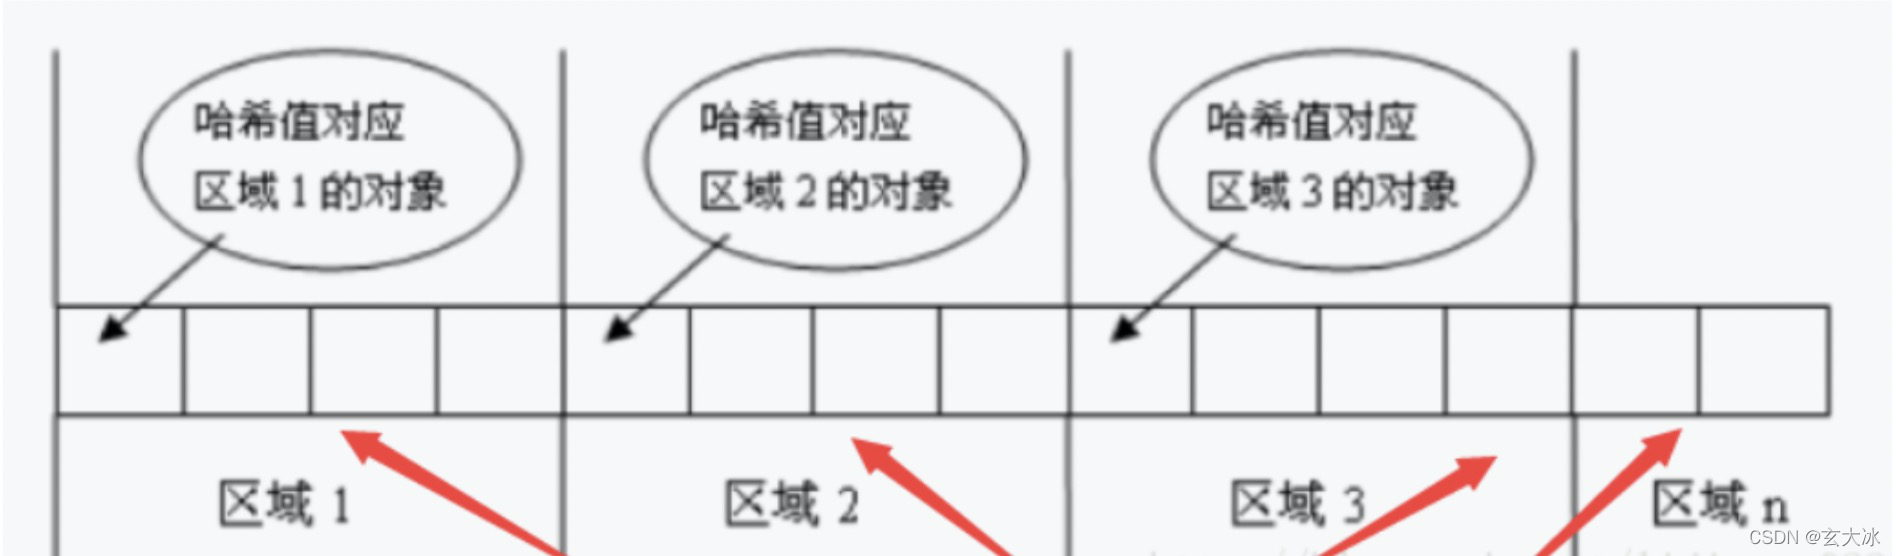 哈希值对应
区域 1 的对象
哈希值对应
区域 2 的对象
哈希值对应
区域 3 的对象
区域 1
区域 2
区域 3
区域 n
CSDN @玄大冰